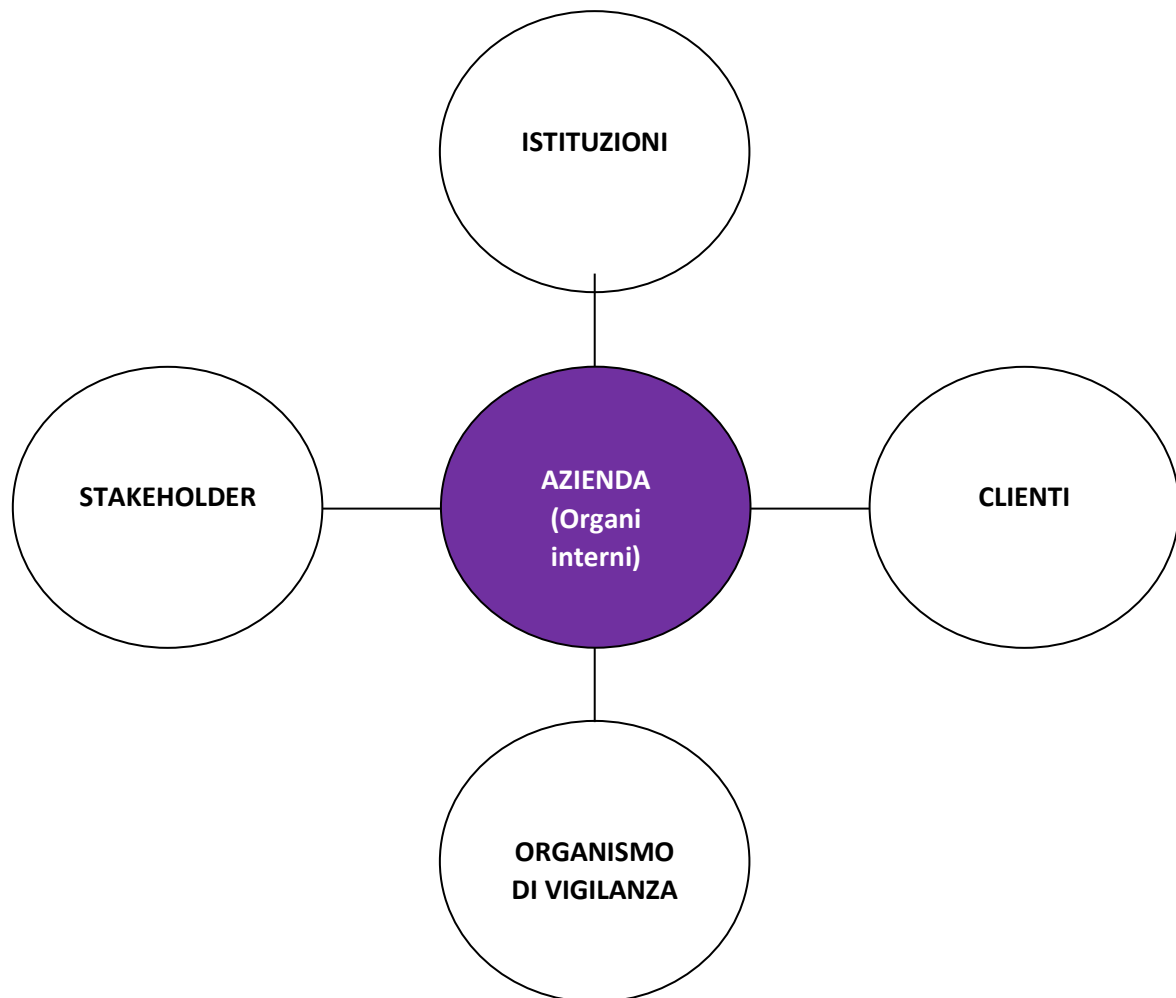 ISTITUZIONI
STAKEHOLDER
AZIENDA
(Organi
interni)
CLIENTI
ORGANISMO
DI VIGILANZA